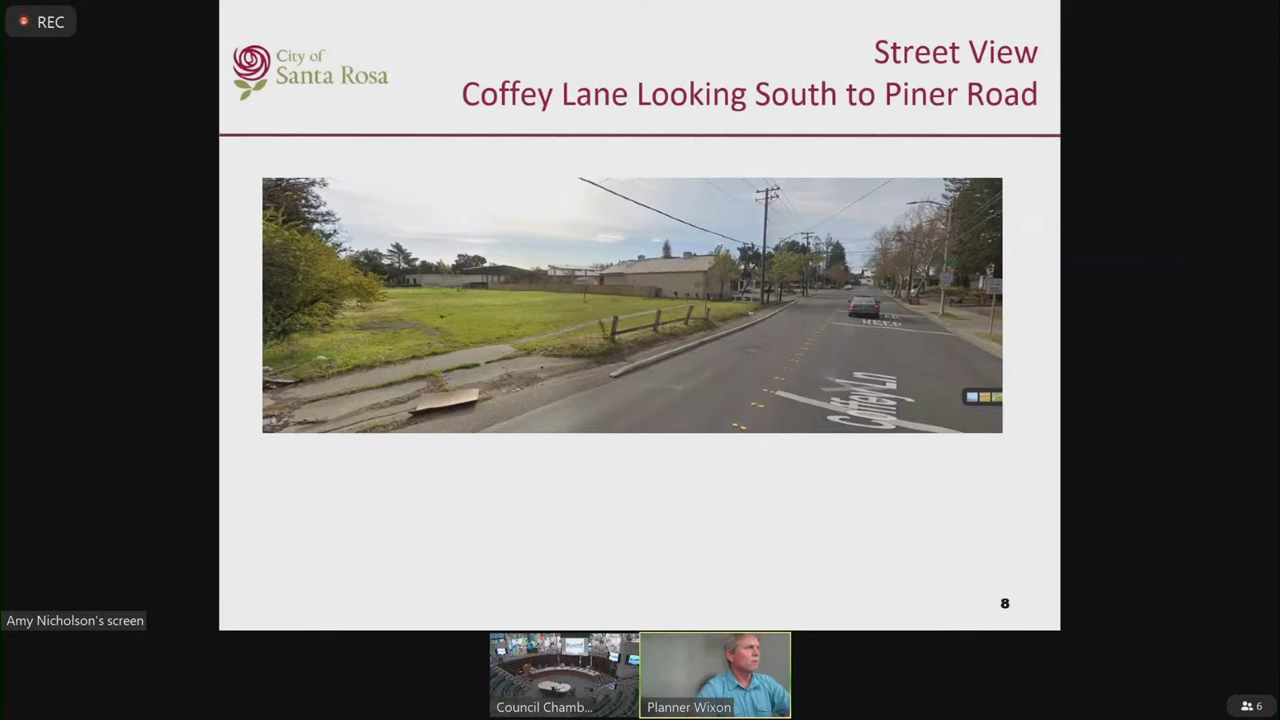 REC
City of
Santa Rosa
Street View
Coffey Lane Looking South to Piner Road
KEEP
Coffey Ln
8
Amy Nicholson's screen
Council Chamb...
Planner Wixon
6